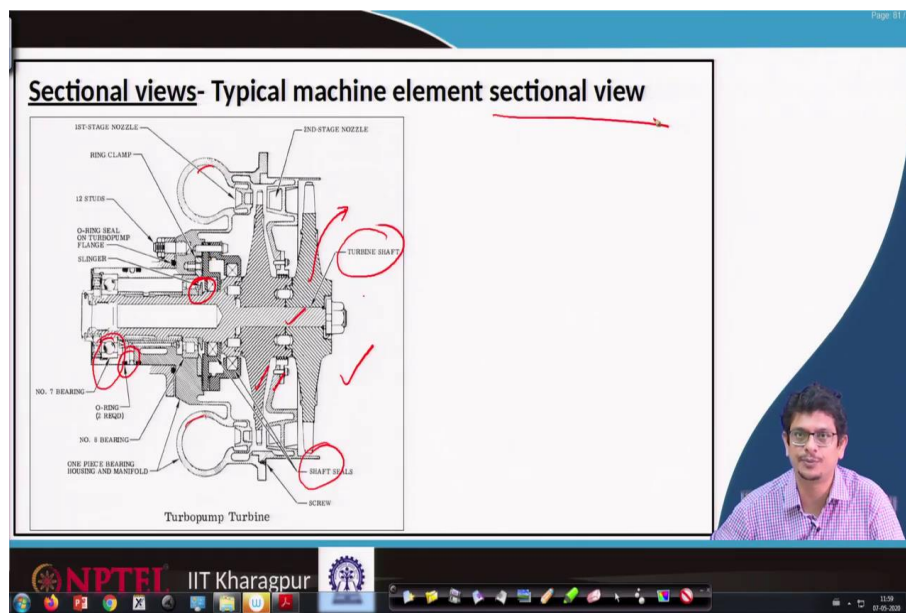 Page: 81 /
Sectional views- Typical machine element sectional view
1ST-STAGE NOZZLE
2ND-STAGE NOZZLE
RING CLAMP
12 STUDS
O-RING SEAL
ON TURBOPUMP
FLANGE
SLINGER
TURBINE SHAFT
NO. 7 BEARING
O-RING
(2 REQD)
NO. 8 BEARING
ONE PIECE BEARING
HOUSING AND MANIFOLD
SHAFT SEALS
SCREW
Turbopump Turbine
NPTEL IIT Kharagpur
11:59
07-05-2020